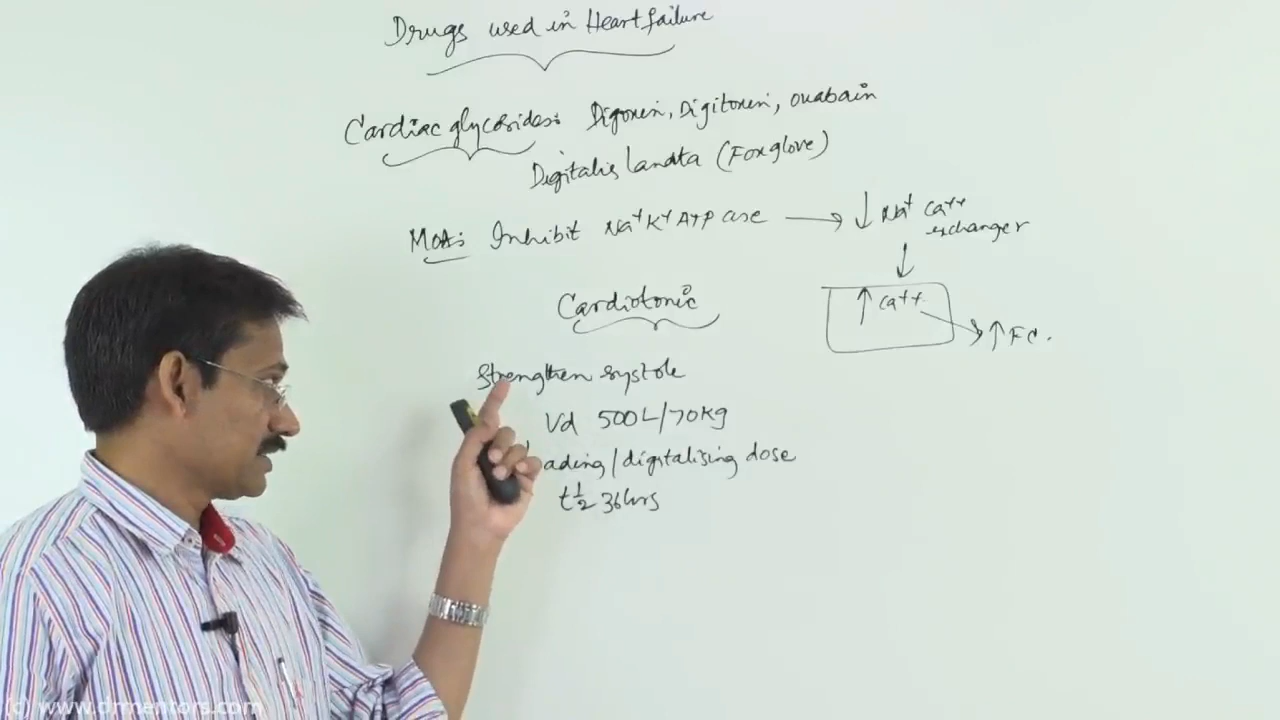 Drugs used in Heart failure
Cardiac glycosides: Digoxin, Digitoxin, ouabain
Digitalis lanata (Foxglove)
MOA: Inhibit Na⁺K⁺ATPase → ↓ Na⁺ Ca⁺⁺
exchanger
↓
Cardiotonic
↑ Ca⁺⁺ → ↑ FC.
Strengthen systole
Vd 500L/70kg
ading/digitalising dose
t½ 36hrs
(c) www.drmentors.com